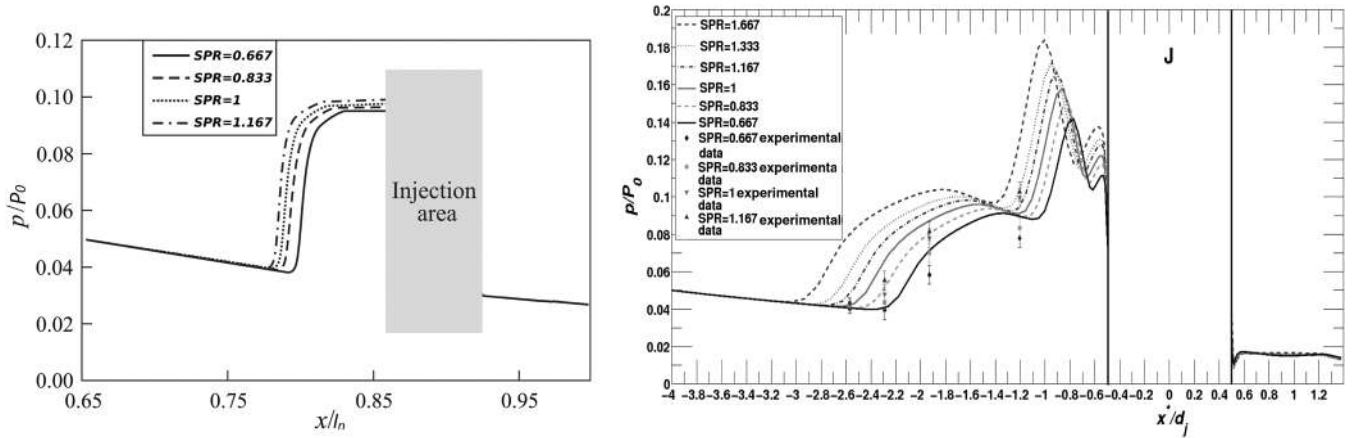 0.12
0.10
0.08
0.06
0.04
0.02
0.00
p/P0
SPR=0.667
SPR=0.833
SPR=1
SPR=1.167
Injection
area
0.65 0.75 0.85 0.95
x/ln
0.2
0.18
0.16
0.14
0.12
0.1
0.08
0.06
0.04
0.02
0
p/Po
SPR=1.667
SPR=1.333
SPR=1.167
SPR=1
SPR=0.833
SPR=0.667
SPR=0.667 experimental
data
SPR=0.833 experimenta
data
SPR=1 experimental
data
SPR=1.167 experimental
data
J
-4 -3.8 -3.6 -3.4 -3.2 -3 -2.8 -2.6 -2.4 -2.2 -2 -1.8 -1.6 -1.4 -1.2 -1 -0.8 -0.6 -0.4 -0.2 0 0.2 0.4 0.6 0.8 1 1.2
x*/dj